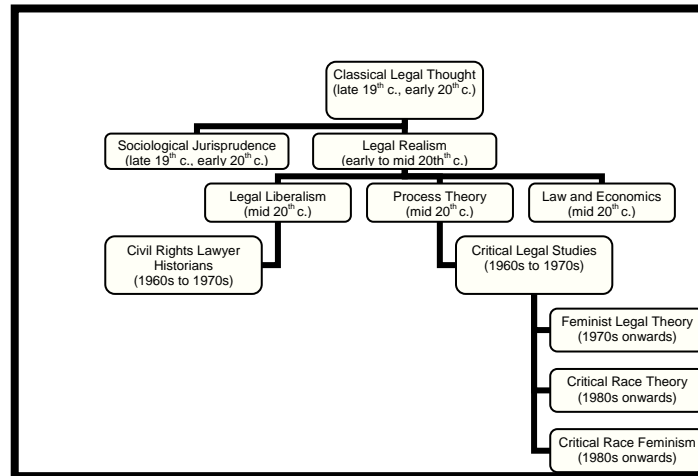 Classical Legal Thought
(late 19th c., early 20th c.)
Sociological Jurisprudence
(late 19th c., early 20th c.)
Legal Realism
(early to mid 20th c.)
Legal Liberalism
(mid 20th c.)
Process Theory
(mid 20th c.)
Law and Economics
(mid 20th c.)
Civil Rights Lawyer
Historians
(1960s to 1970s)
Critical Legal Studies
(1960s to 1970s)
Feminist Legal Theory
(1970s onwards)
Critical Race Theory
(1980s onwards)
Critical Race Feminism
(1980s onwards)